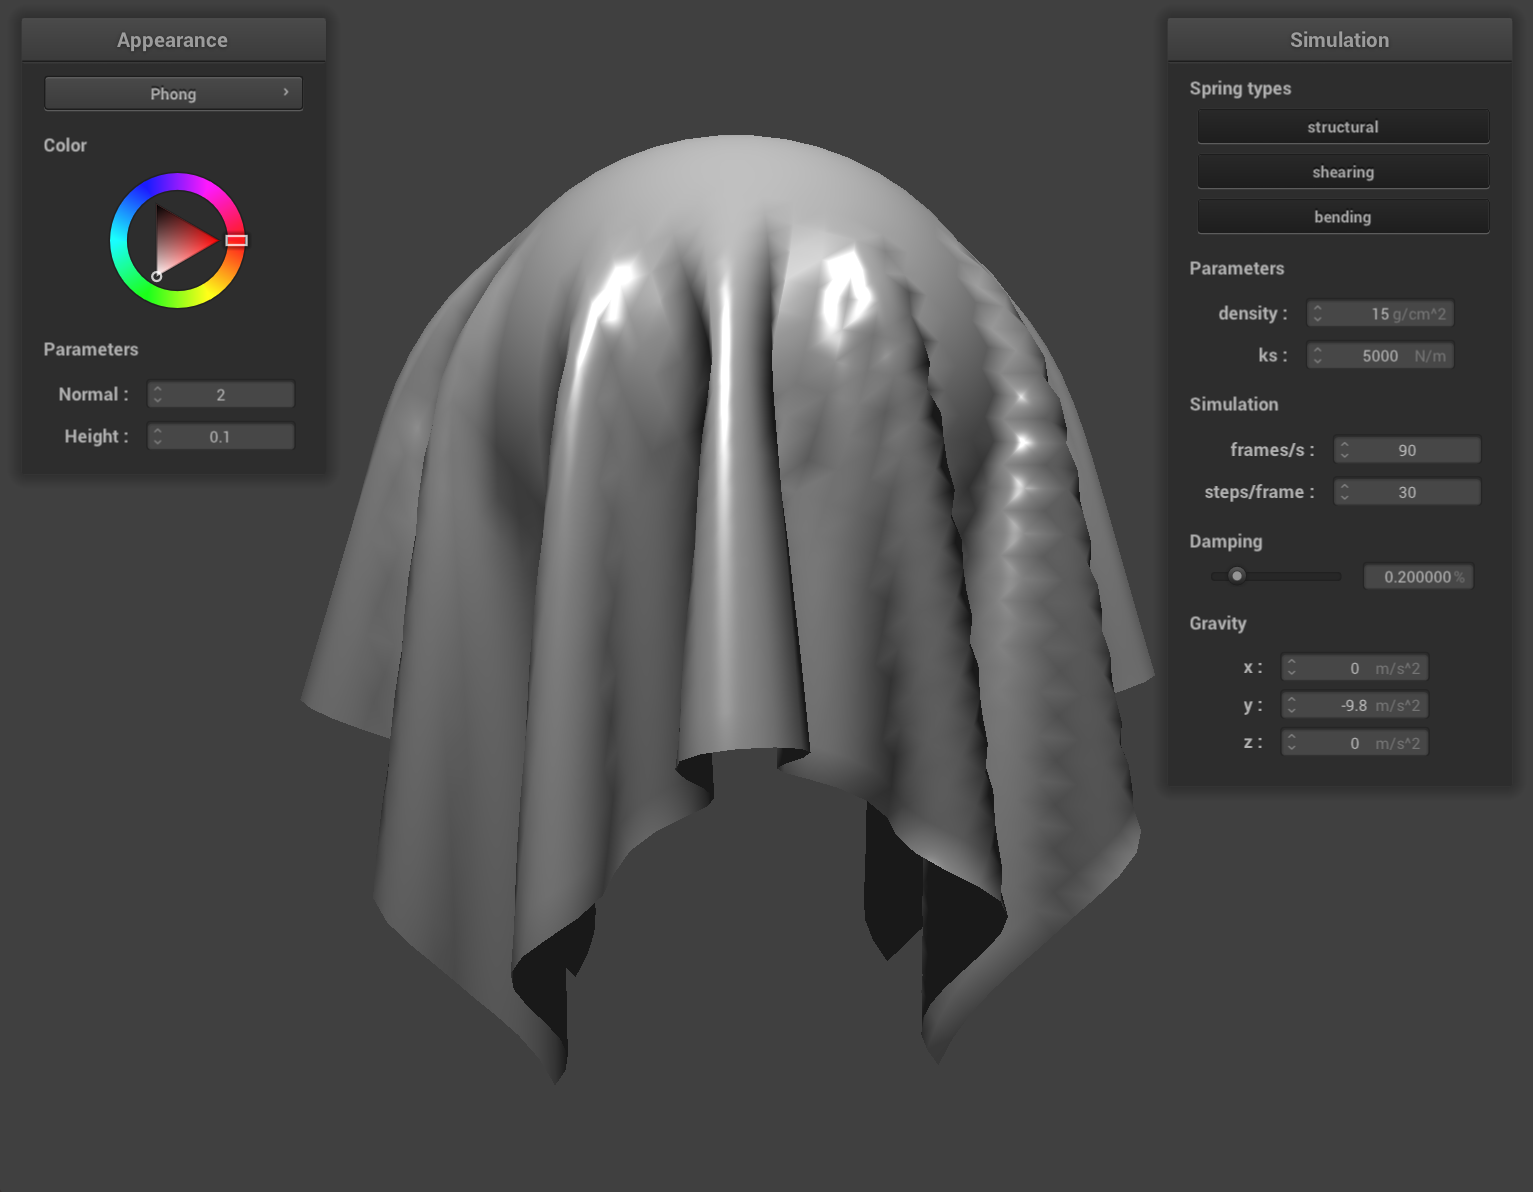 Appearance
Phong
Color
Parameters
Normal : 2
Height : 0.1
Simulation
Spring types
structural
shearing
bending
Parameters
density : 15 g/cm^2
ks : 5000 N/m
Simulation
frames/s : 90
steps/frame : 30
Damping
0.200000 %
Gravity
x : 0 m/s^2
y : -9.8 m/s^2
z : 0 m/s^2